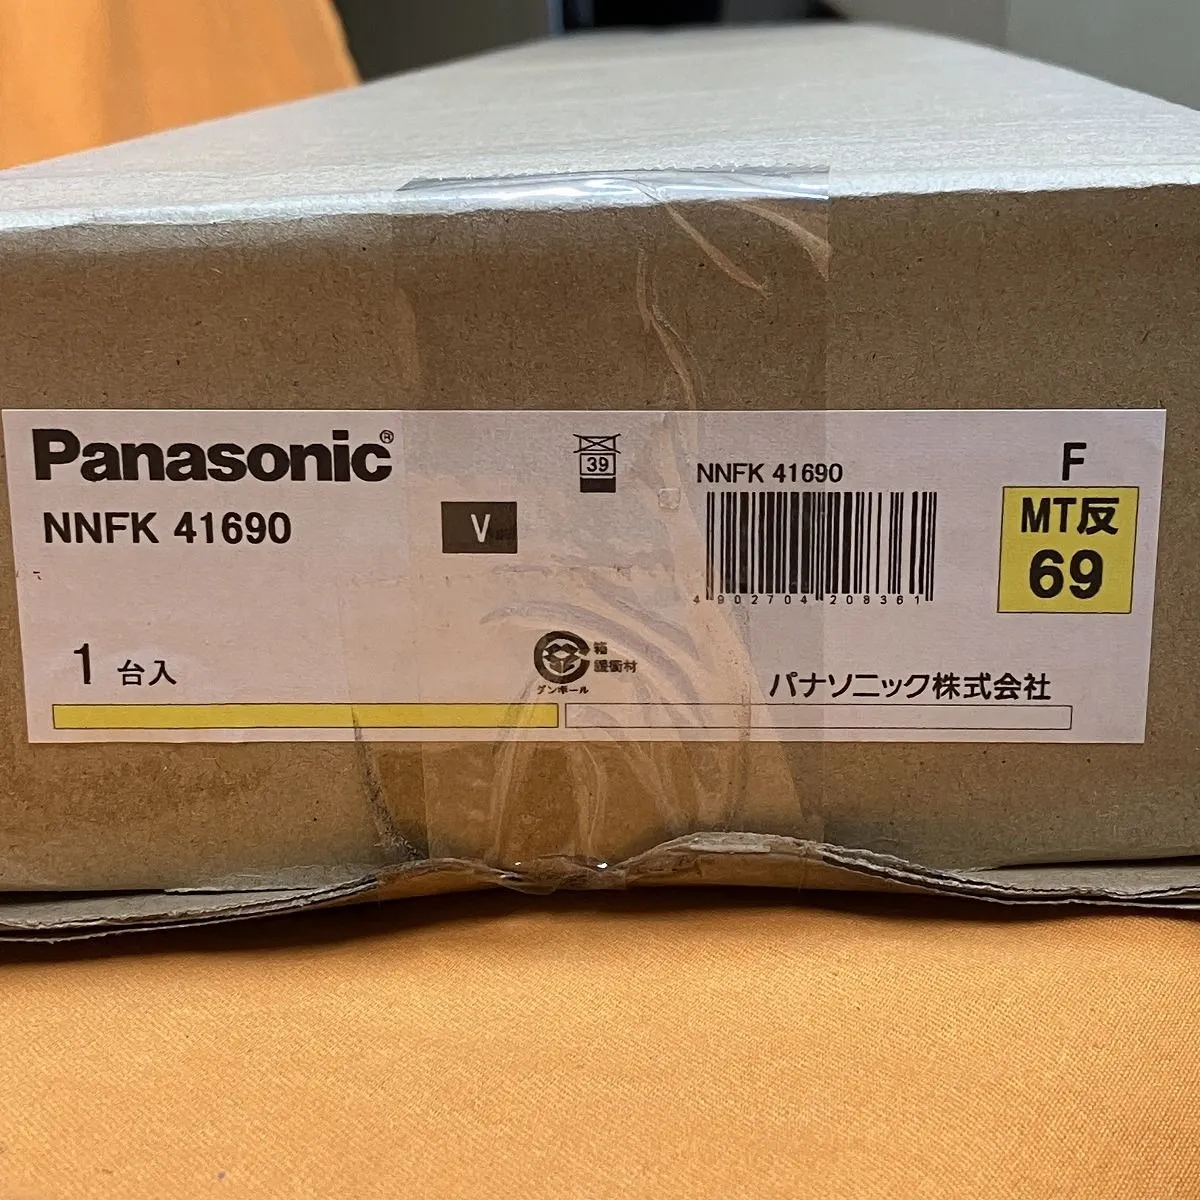 Panasonic®
NNFK 41690
V
39
NNFK 41690
4902704208361
F
MT反
69
1 台入
箱
緩衝材
ダンボール
パナソニック株式会社